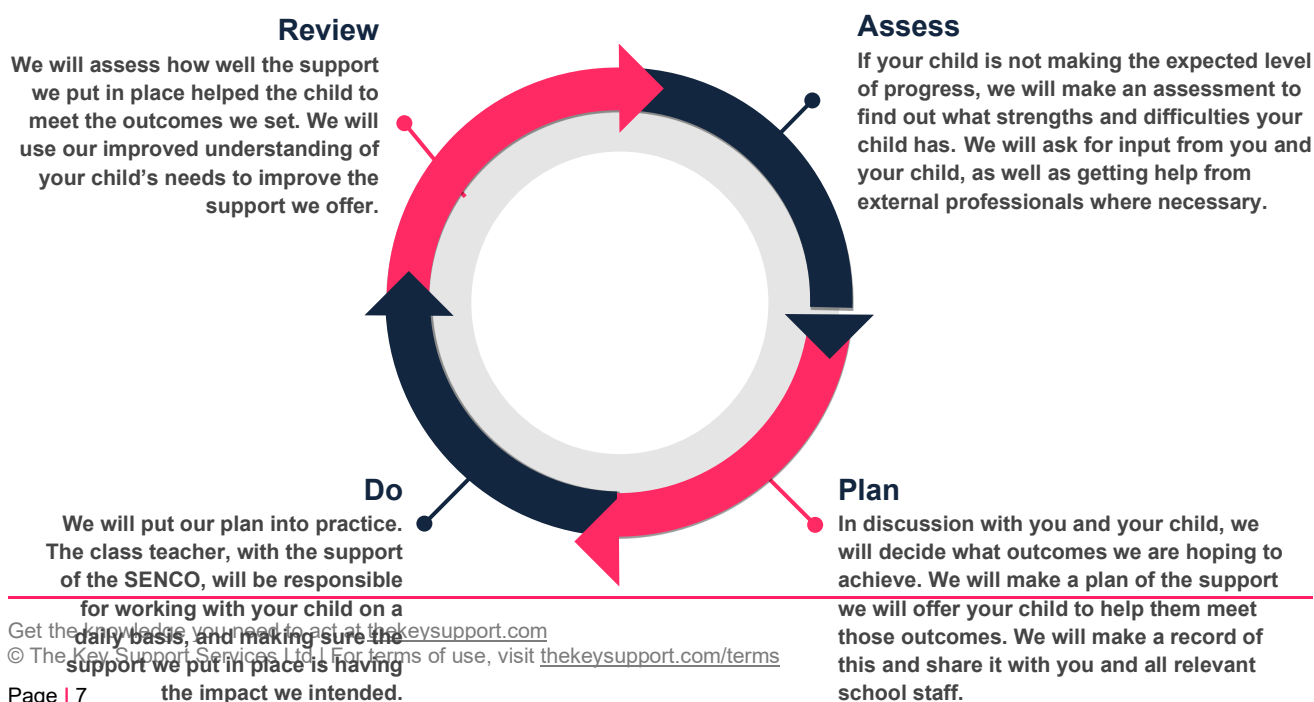 Review
We will assess how well the support
we put in place helped the child to
meet the outcomes we set. We will
use our improved understanding of
your child’s needs to improve the
support we offer.
Assess
If your child is not making the expected level
of progress, we will make an assessment to
find out what strengths and difficulties your
child has. We will ask for input from you and
your child, as well as getting help from
external professionals where necessary.
Do
We will put our plan into practice.
The class teacher, with the support
of the SENCO, will be responsible
for working with your child on a
daily basis, and making sure the
support we put in place is having
the impact we intended.
Plan
In discussion with you and your child, we
will decide what outcomes we are hoping to
achieve. We will make a plan of the support
we will offer your child to help them meet
those outcomes. We will make a record of
this and share it with you and all relevant
school staff.
Get the knowledge you need to act at thekeysupport.com
© The Key Support Services Ltd | For terms of use, visit thekeysupport.com/terms
Page | 7